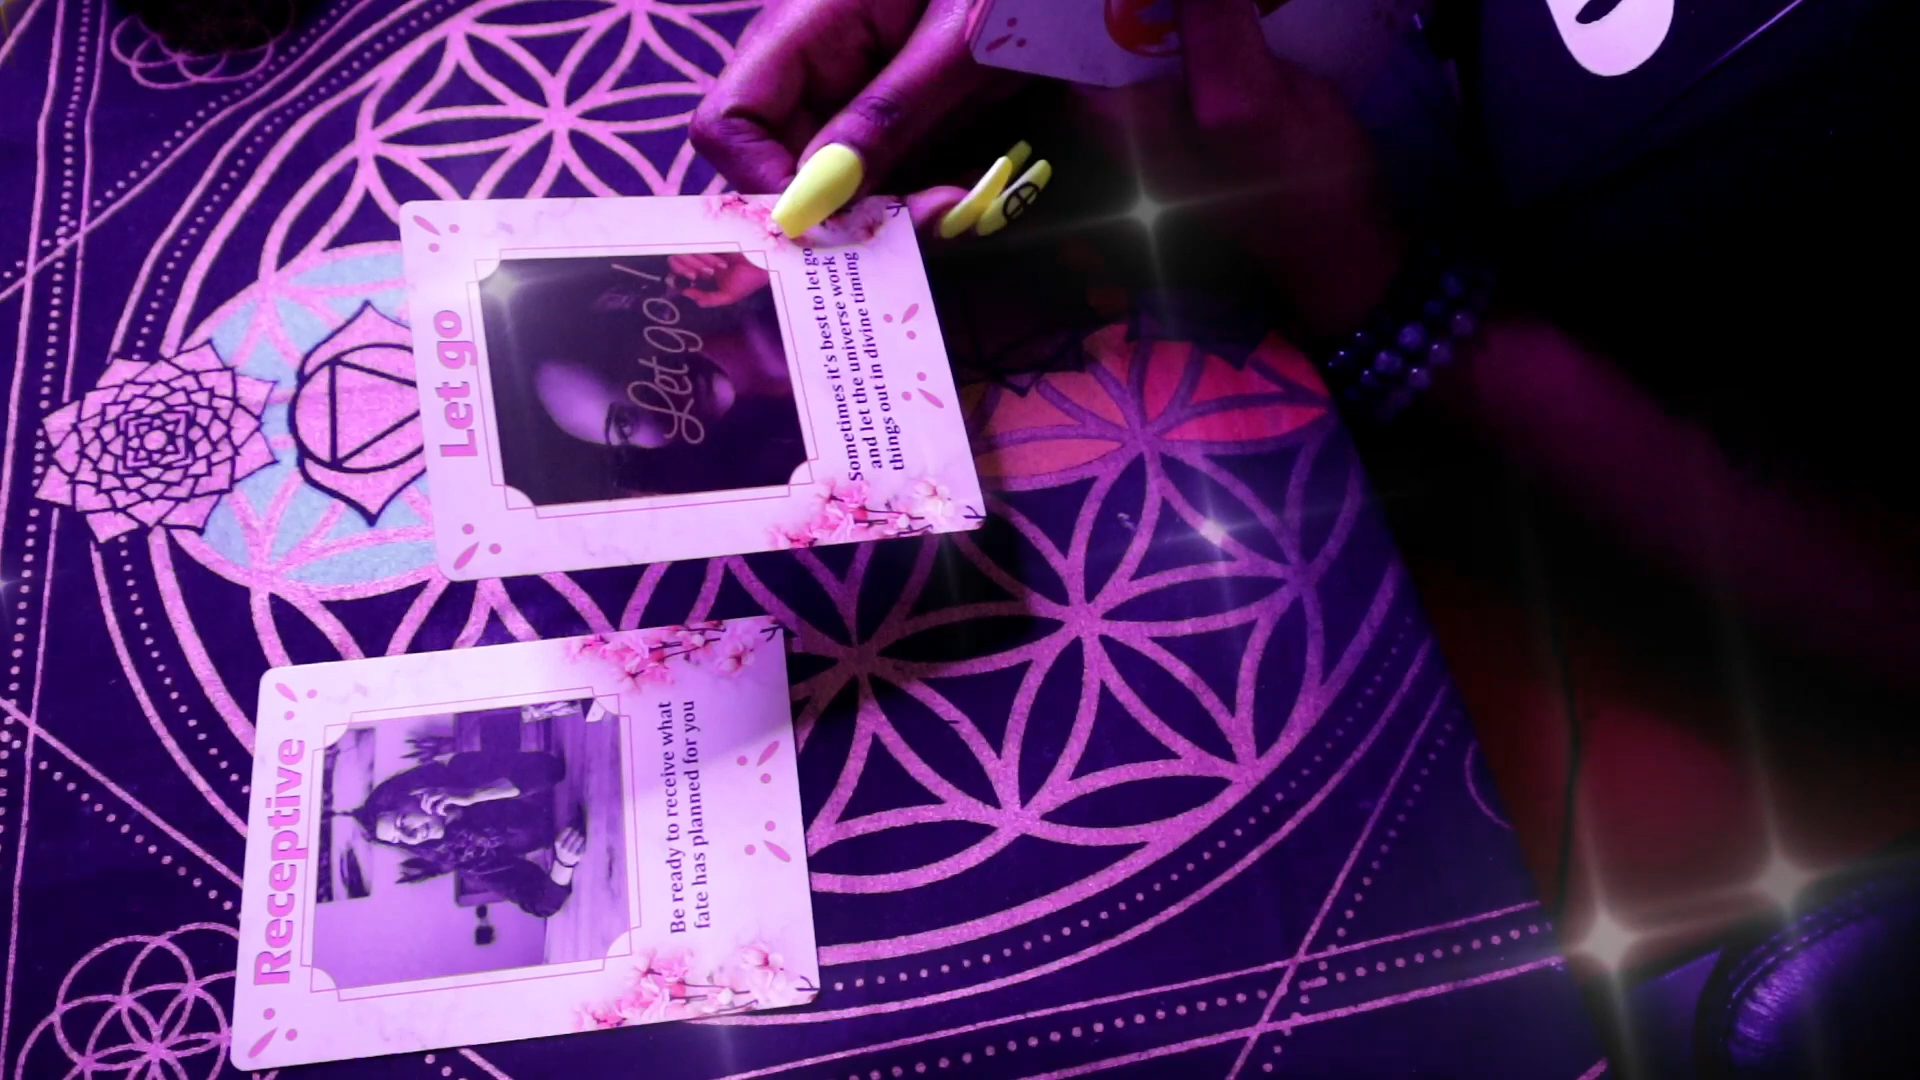 Let go
Let go!
Sometimes it's best to let go
and let the universe work
things out in divine timing
Receptive
Be ready to receive what
fate has planned for you